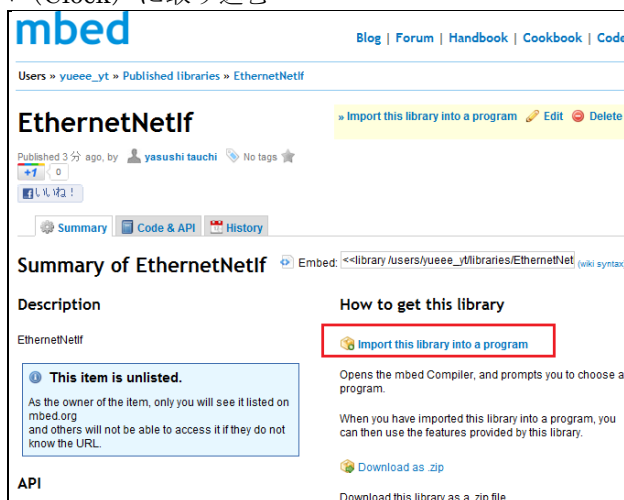 (Clock) に取り込む
mbed
Blog | Forum | Handbook | Cookbook | Code
Users » yueee_yt » Published libraries » EthernetNetIf
EthernetNetIf
» Import this library into a program Edit Delete
Published 3 分 ago, by yasushi tauchi No tags
+1 0
いいね!
Summary Code & API History
Summary of EthernetNetIf Embed: <<library /users/yueee_yt/libraries/EthernetNet (wiki syntax
Description
How to get this library
EthernetNetIf
Import this library into a program
This item is unlisted.
Opens the mbed Compiler, and prompts you to choose a
program.
As the owner of the item, only you will see it listed on
mbed.org
and others will not be able to access it if they do not
know the URL.
When you have imported this library into a program, you
can then use the features provided by this library.
Download as .zip
API
Download this library as a .zip file